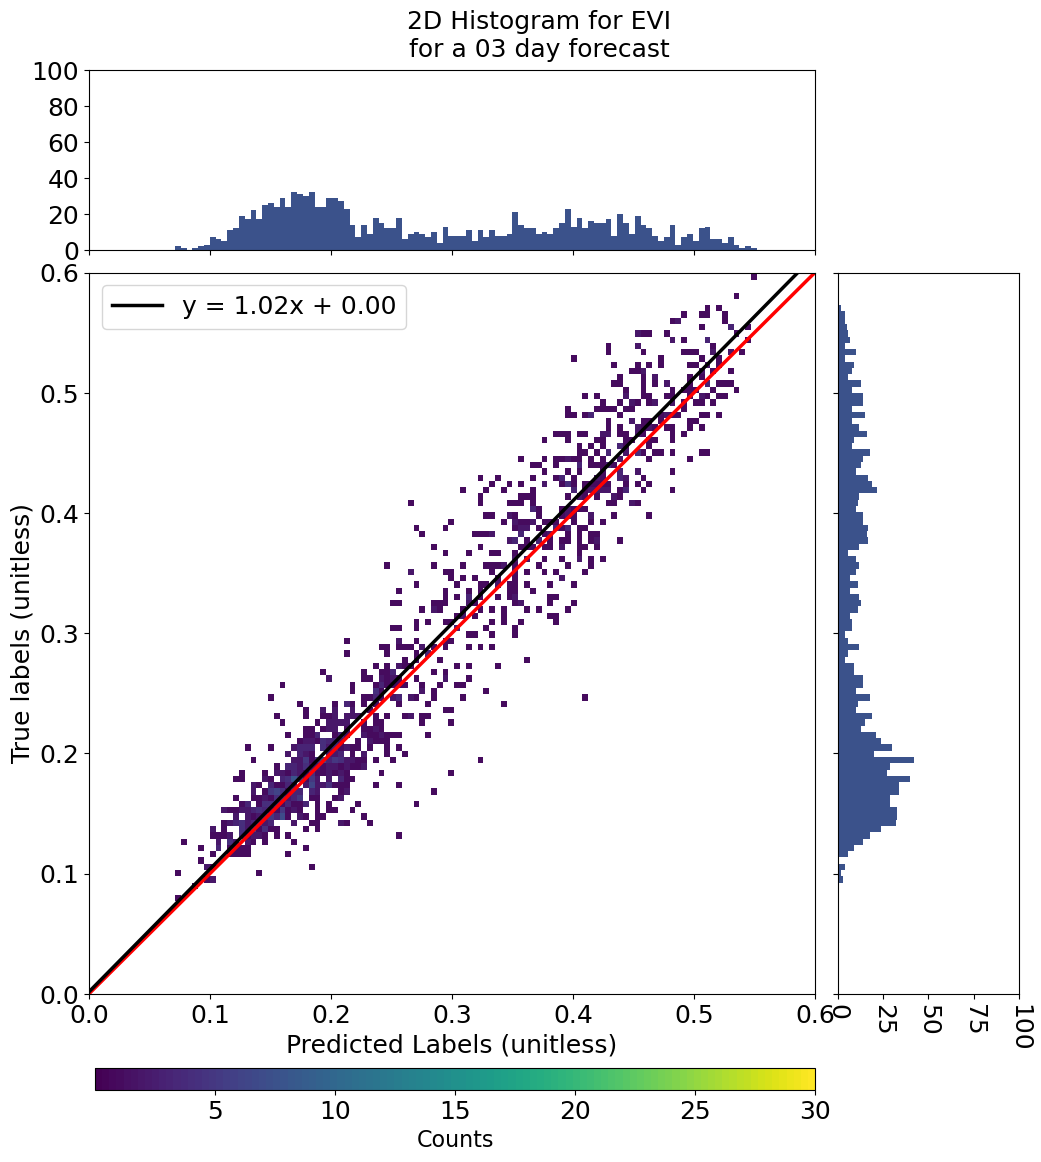 2D Histogram for EVI
for a 03 day forecast
100
80
60
40
20
0
0.6
0.5
0.4
0.3
0.2
0.1
0.0
y = 1.02x + 0.00
True labels (unitless)
0.0 0.1 0.2 0.3 0.4 0.5 0.6
Predicted Labels (unitless)
0 25 50 75 100
5 10 15 20 25 30
Counts